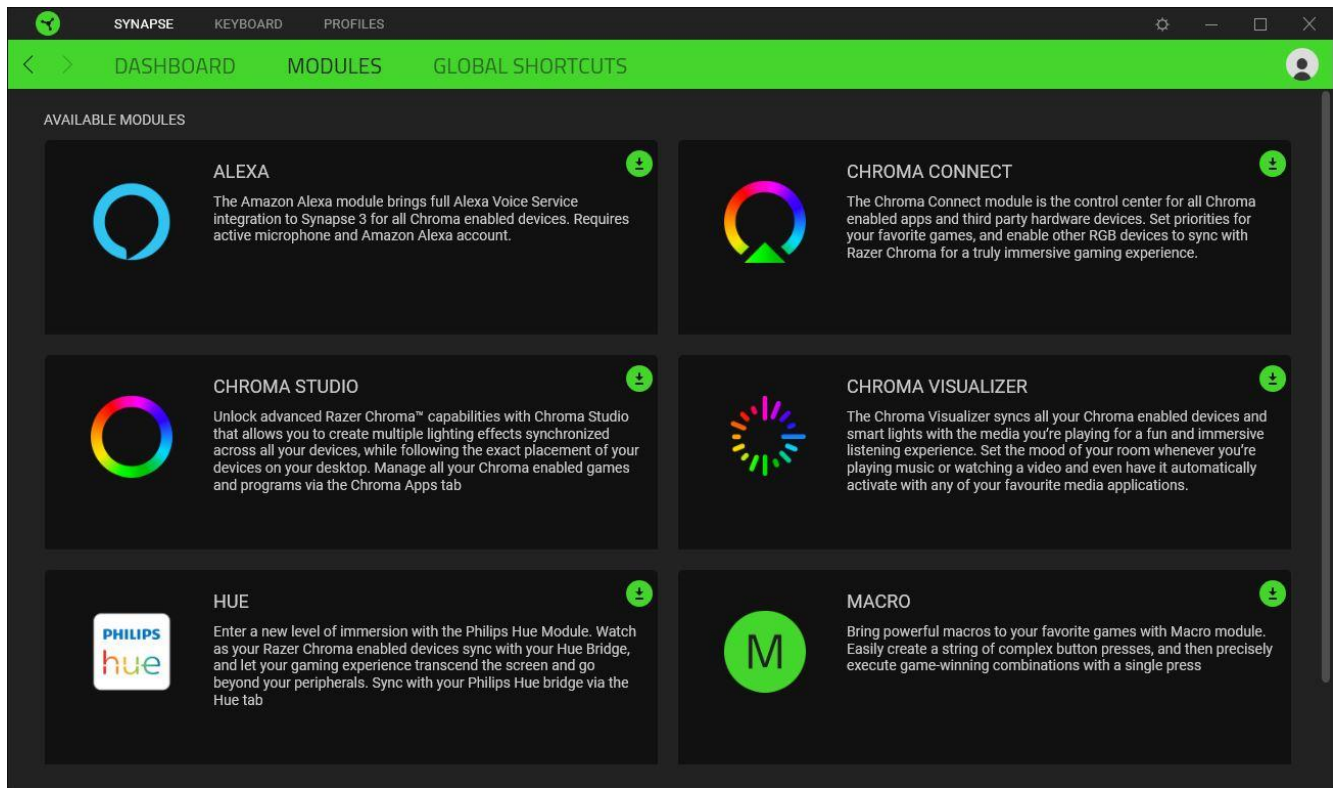 SYNAPSE KEYBOARD PROFILES
DASHBOARD MODULES GLOBAL SHORTCUTS
AVAILABLE MODULES
ALEXA
The Amazon Alexa module brings full Alexa Voice Service
integration to Synapse 3 for all Chroma enabled devices. Requires
active microphone and Amazon Alexa account.
CHROMA CONNECT
The Chroma Connect module is the control center for all Chroma
enabled apps and third party hardware devices. Set priorities for
your favorite games, and enable other RGB devices to sync with
Razer Chroma for a truly immersive gaming experience.
CHROMA STUDIO
Unlock advanced Razer Chroma™ capabilities with Chroma Studio
that allows you to create multiple lighting effects synchronized
across all your devices, while following the exact placement of your
devices on your desktop. Manage all your Chroma enabled games
and programs via the Chroma Apps tab
CHROMA VISUALIZER
The Chroma Visualizer syncs all your Chroma enabled devices and
smart lights with the media you're playing for a fun and immersive
listening experience. Set the mood of your room whenever you're
playing music or watching a video and even have it automatically
activate with any of your favourite media applications.
PHILIPS
hue
HUE
Enter a new level of immersion with the Philips Hue Module. Watch
as your Razer Chroma enabled devices sync with your Hue Bridge,
and let your gaming experience transcend the screen and go
beyond your peripherals. Sync with your Philips Hue bridge via the
Hue tab
M
MACRO
Bring powerful macros to your favorite games with Macro module.
Easily create a string of complex button presses, and then precisely
execute game-winning combinations with a single press